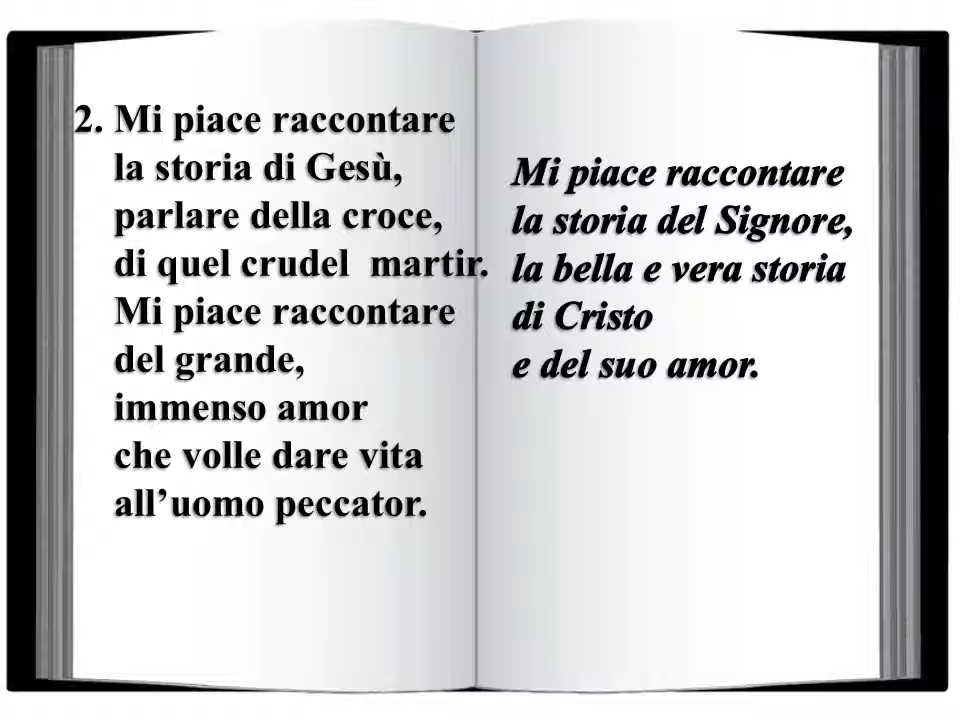 2. Mi piace raccontare
la storia di Gesù,
parlare della croce,
di quel crudel  martir.
Mi piace raccontare
del grande,
immenso amor
che volle dare vita
all’uomo peccator.
Mi piace raccontare
la storia del Signore,
la bella e vera storia
di Cristo
e del suo amor.